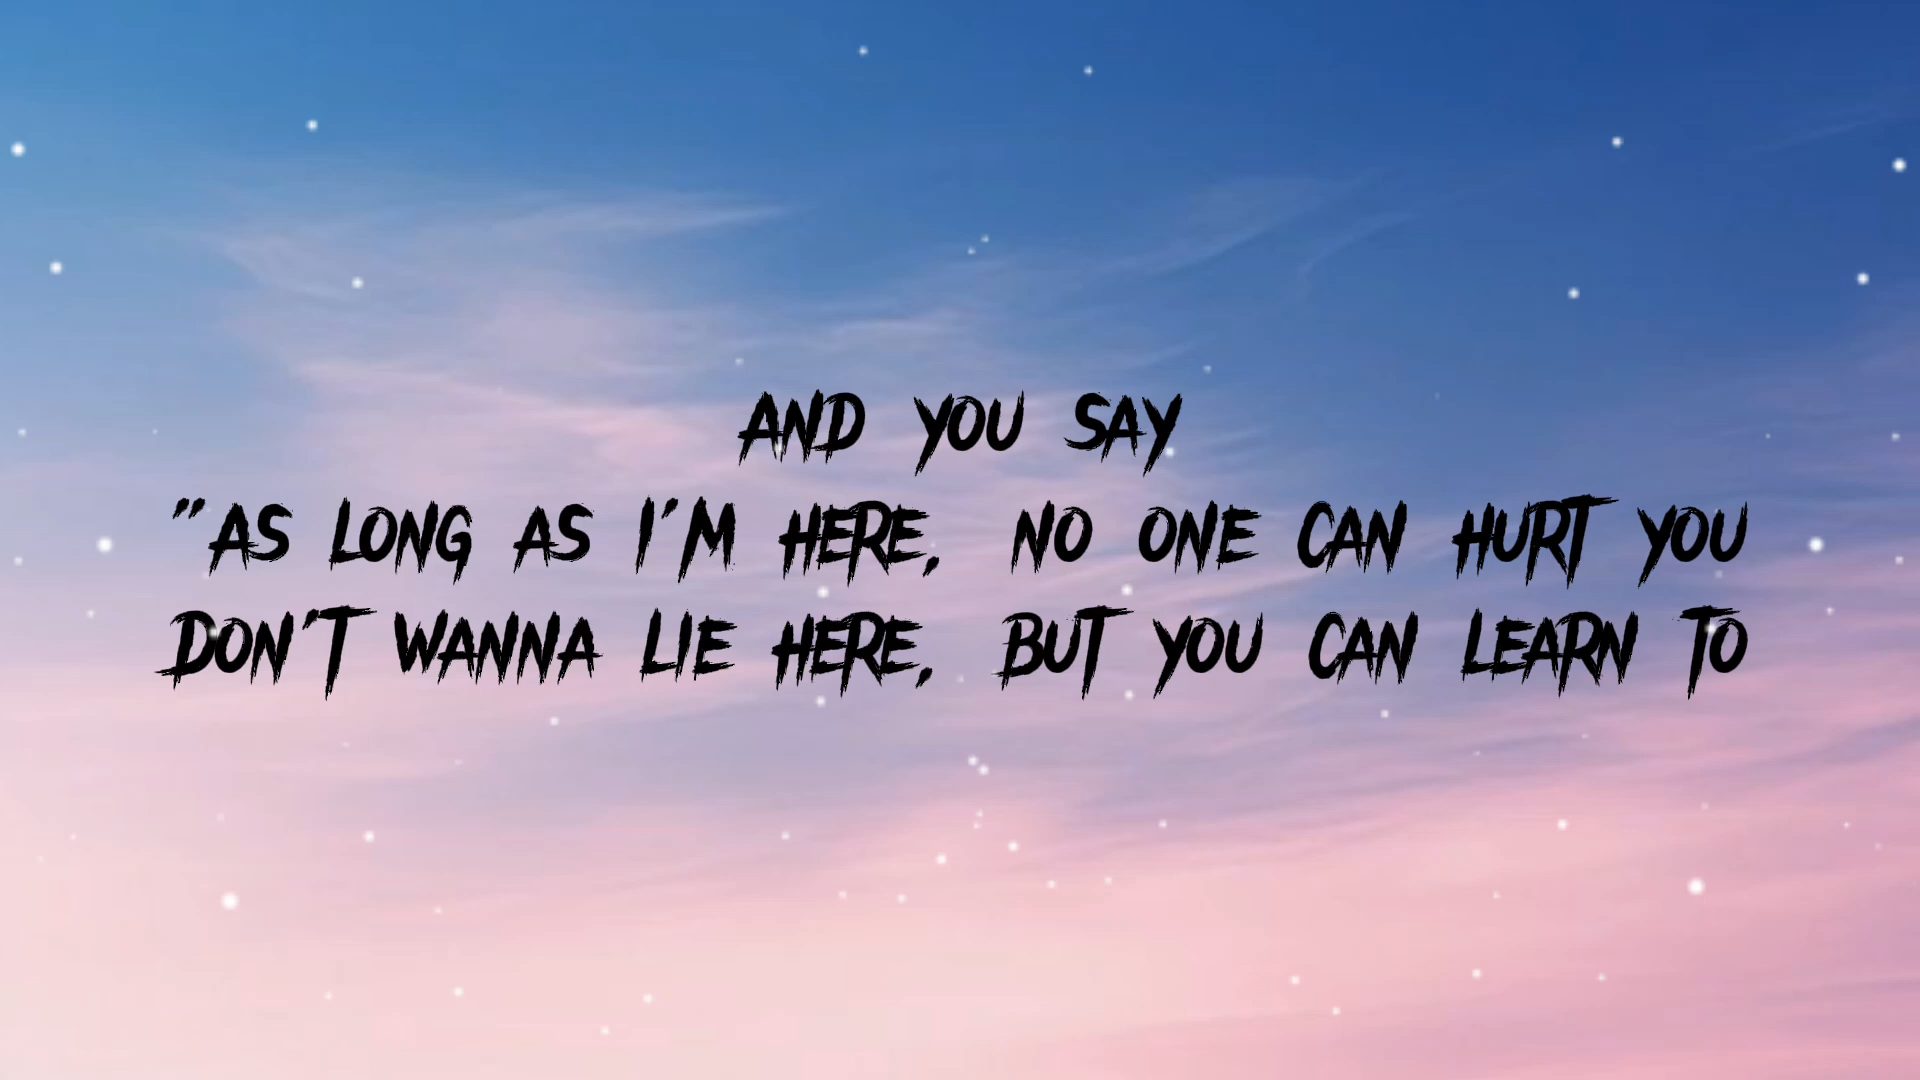 AND YOU SAY
"AS LONG AS I'M HERE, NO ONE CAN HURT YOU
DON'T WANNA LIE HERE, BUT YOU CAN LEARN TO